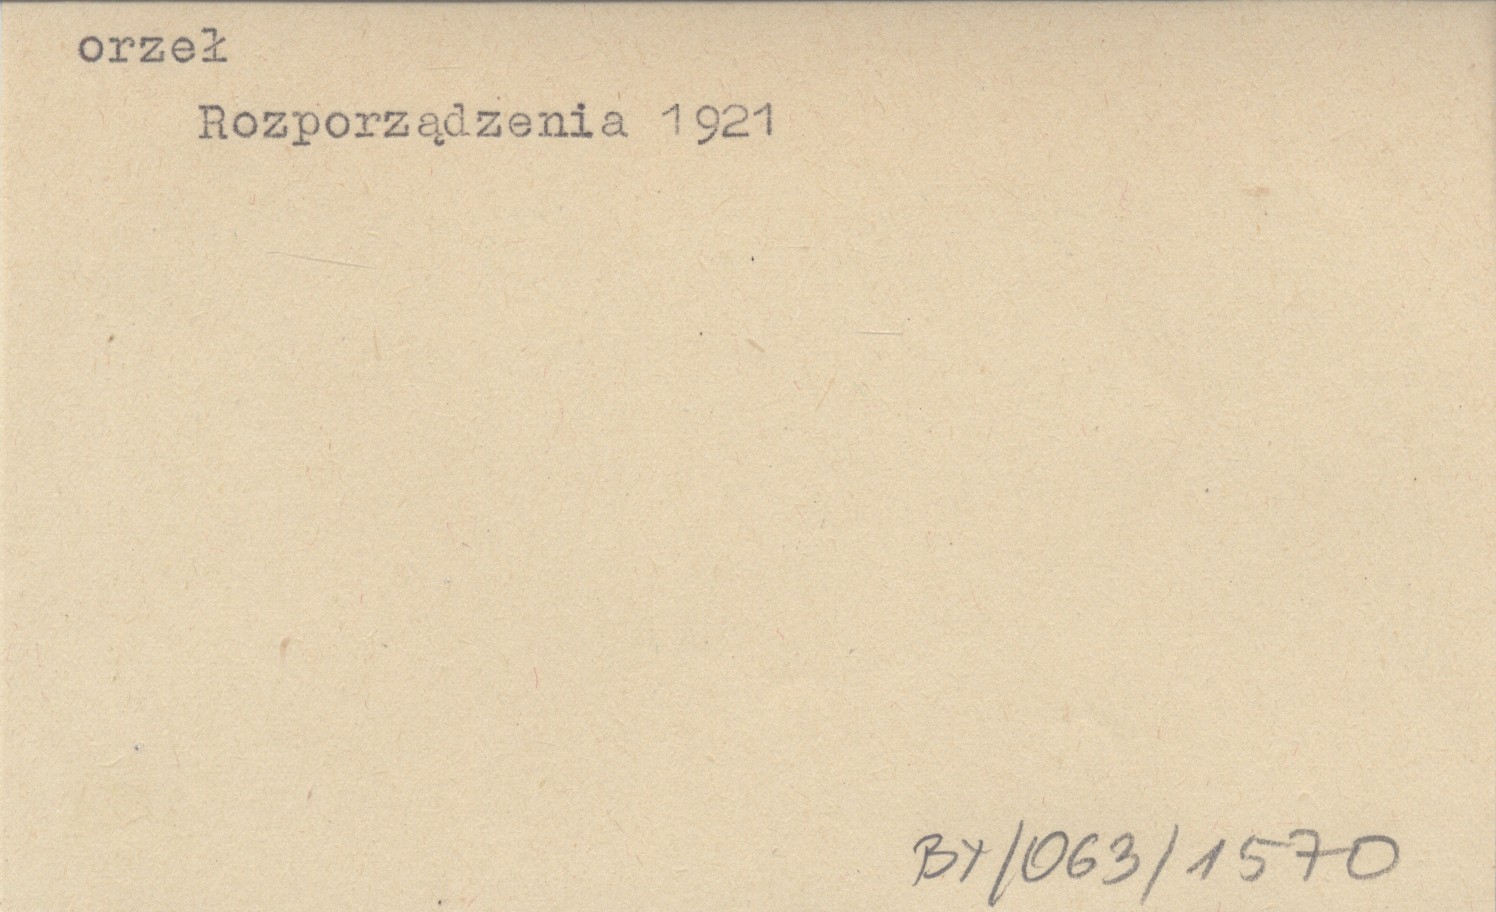 orzeł
Rozporządzenia 1921
BY/063/1570